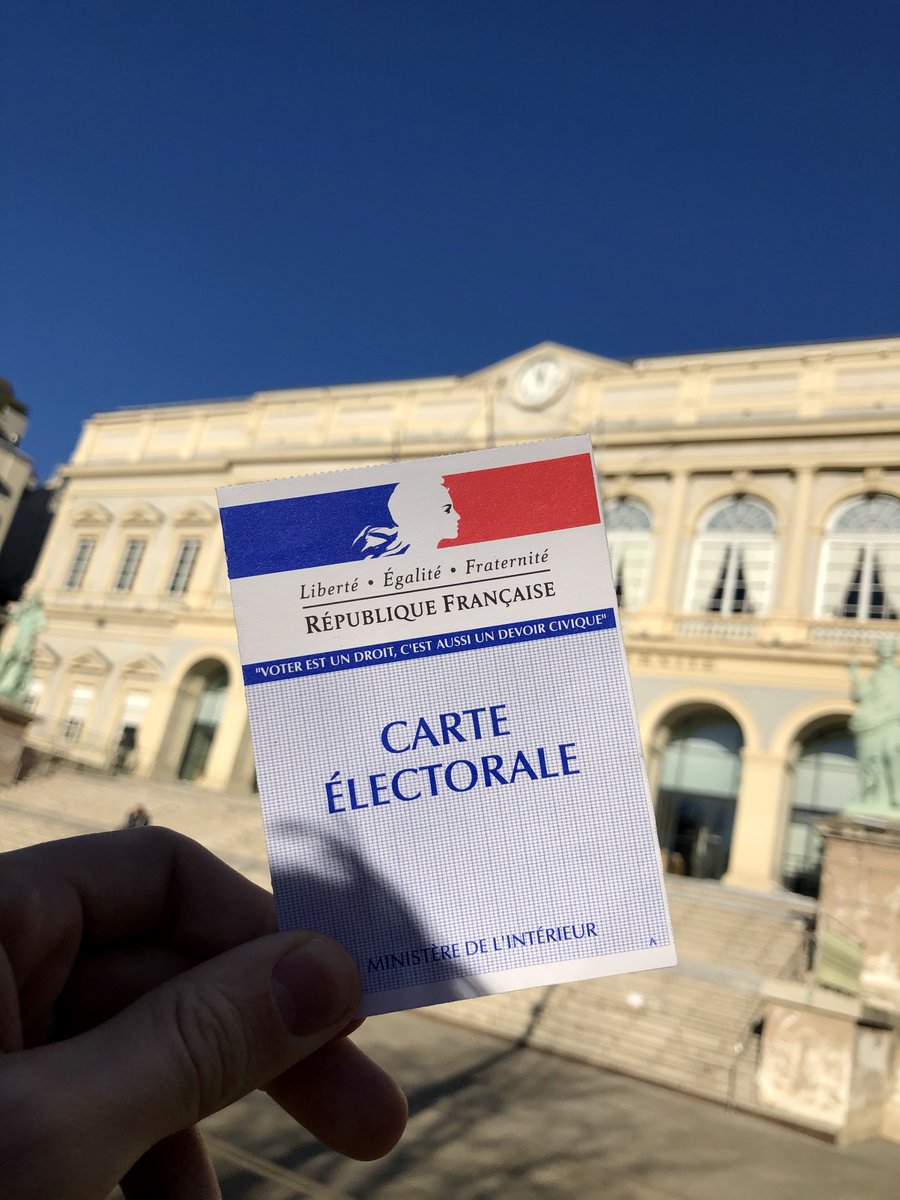 Liberté • Égalité • Fraternité
RÉPUBLIQUE FRANÇAISE
"VOTER EST UN DROIT, C'EST AUSSI UN DEVOIR CIVIQUE"
CARTE
ÉLECTORALE
MINISTÈRE DE L'INTÉRIEUR
A